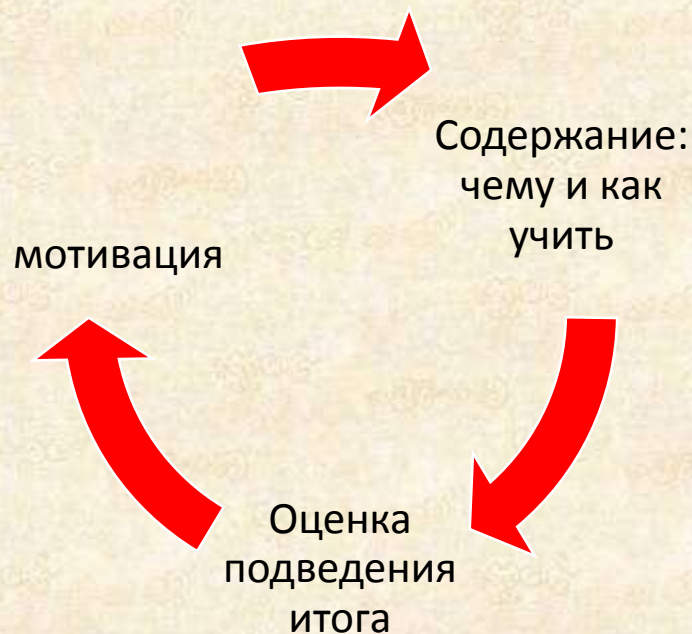 Содержание:
чему и как
учить
мотивация
Оценка
подведения
итога